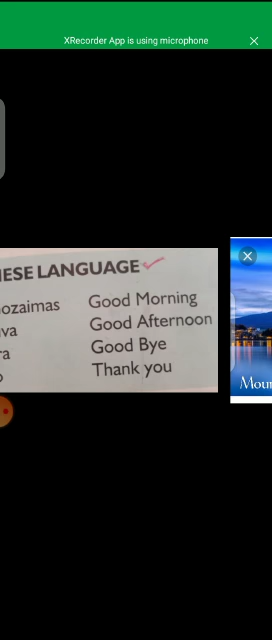 XRecorder App is using microphone
ESE LANGUAGE
ozaimas Good Morning
va Good Afternoon
ra Good Bye
o Thank you
Moun